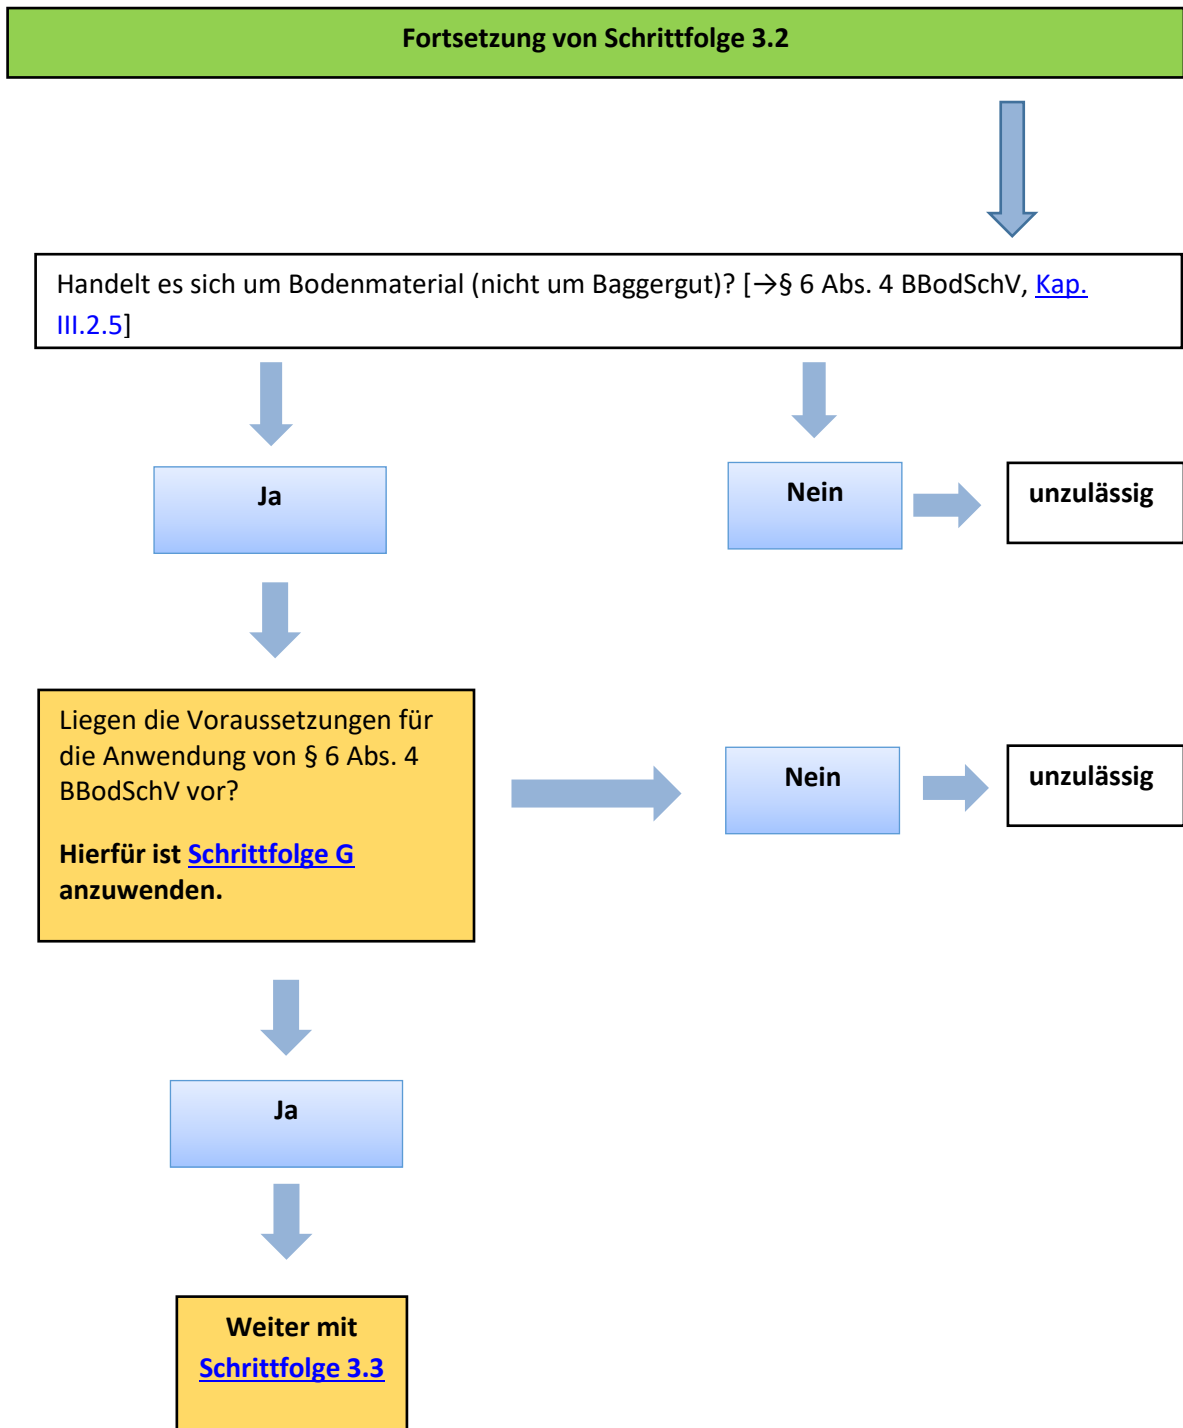 Fortsetzung von Schrittfolge 3.2
Handelt es sich um Bodenmaterial (nicht um Baggergut)? [→§ 6 Abs. 4 BBodSchV, Kap.
III.2.5]
Ja
Nein
unzulässig
Liegen die Voraussetzungen für
die Anwendung von § 6 Abs. 4
BBodSchV vor?
Hierfür ist Schrittfolge G
anzuwenden.
Nein
unzulässig
Ja
Weiter mit
Schrittfolge 3.3